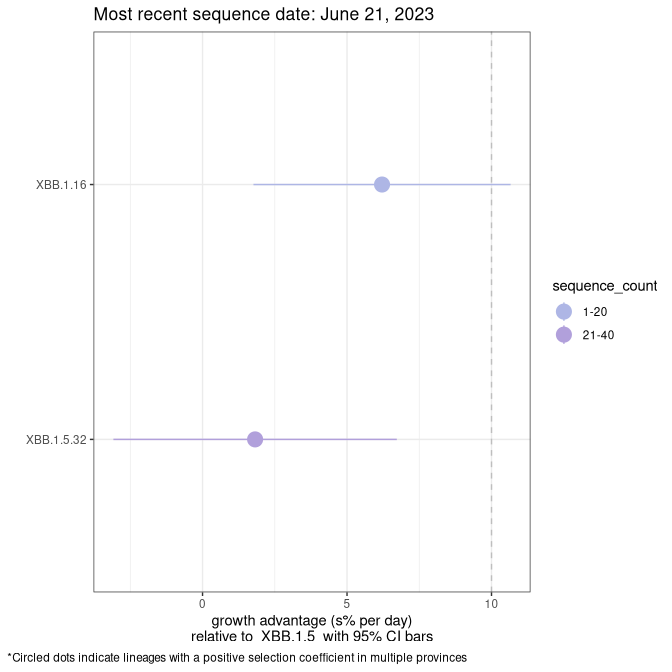 Most recent sequence date: June 21, 2023
XBB.1.16
XBB.1.5.32
0 5 10
growth advantage (s% per day)
relative to  XBB.1.5  with 95% CI bars
sequence_count
1-20
21-40
*Circled dots indicate lineages with a positive selection coefficient in multiple provinces